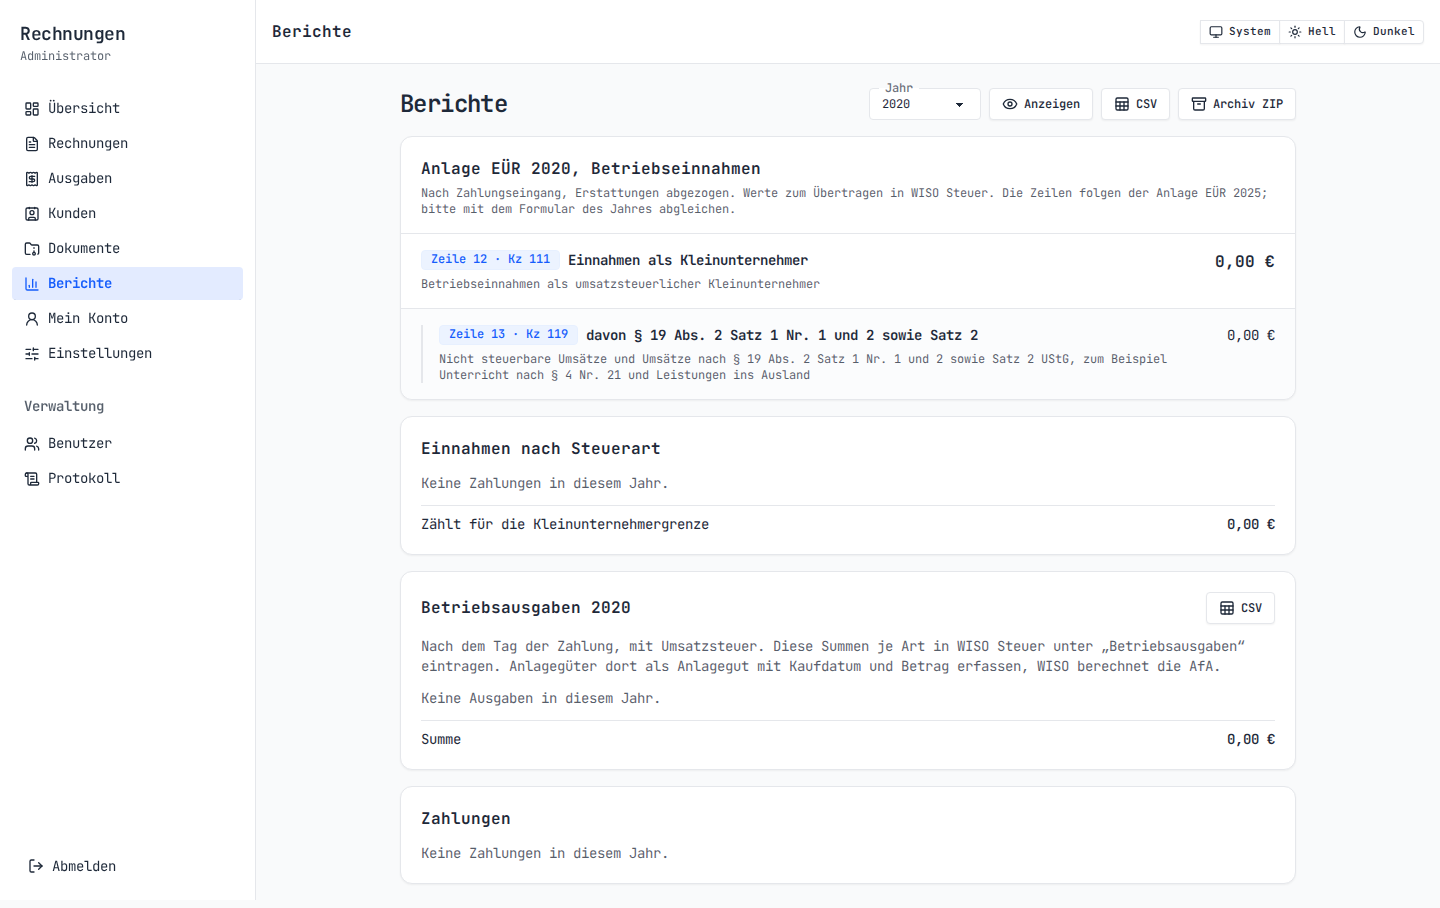 Rechnungen
Administrator
Übersicht
Rechnungen
Ausgaben
Kunden
Dokumente
Berichte
Mein Konto
Einstellungen
Verwaltung
Benutzer
Protokoll
Abmelden
Berichte
System
Hell
Dunkel
Berichte
Jahr
2020
Anzeigen
CSV
Archiv ZIP
Anlage EÜR 2020, Betriebseinnahmen
Nach Zahlungseingang, Erstattungen abgezogen. Werte zum Übertragen in WISO Steuer. Die Zeilen folgen der Anlage EÜR 2025;
bitte mit dem Formular des Jahres abgleichen.
Zeile 12 · Kz 111 Einnahmen als Kleinunternehmer 0,00 €
Betriebseinnahmen als umsatzsteuerlicher Kleinunternehmer
Zeile 13 · Kz 119 davon § 19 Abs. 2 Satz 1 Nr. 1 und 2 sowie Satz 2 0,00 €
Nicht steuerbare Umsätze und Umsätze nach § 19 Abs. 2 Satz 1 Nr. 1 und 2 sowie Satz 2 UStG, zum Beispiel
Unterricht nach § 4 Nr. 21 und Leistungen ins Ausland
Einnahmen nach Steuerart
Keine Zahlungen in diesem Jahr.
Zählt für die Kleinunternehmergrenze 0,00 €
Betriebsausgaben 2020
CSV
Nach dem Tag der Zahlung, mit Umsatzsteuer. Diese Summen je Art in WISO Steuer unter „Betriebsausgaben“
eintragen. Anlagegüter dort als Anlagegut mit Kaufdatum und Betrag erfassen, WISO berechnet die AfA.
Keine Ausgaben in diesem Jahr.
Summe 0,00 €
Zahlungen
Keine Zahlungen in diesem Jahr.